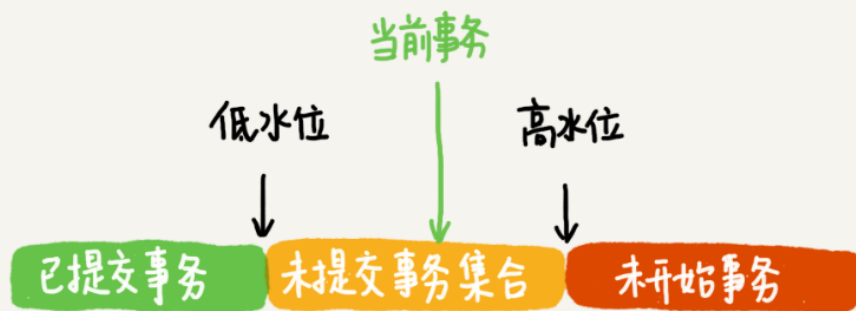 当前事务
低水位
高水位
已提交事务
未提交事务集合
未开始事务